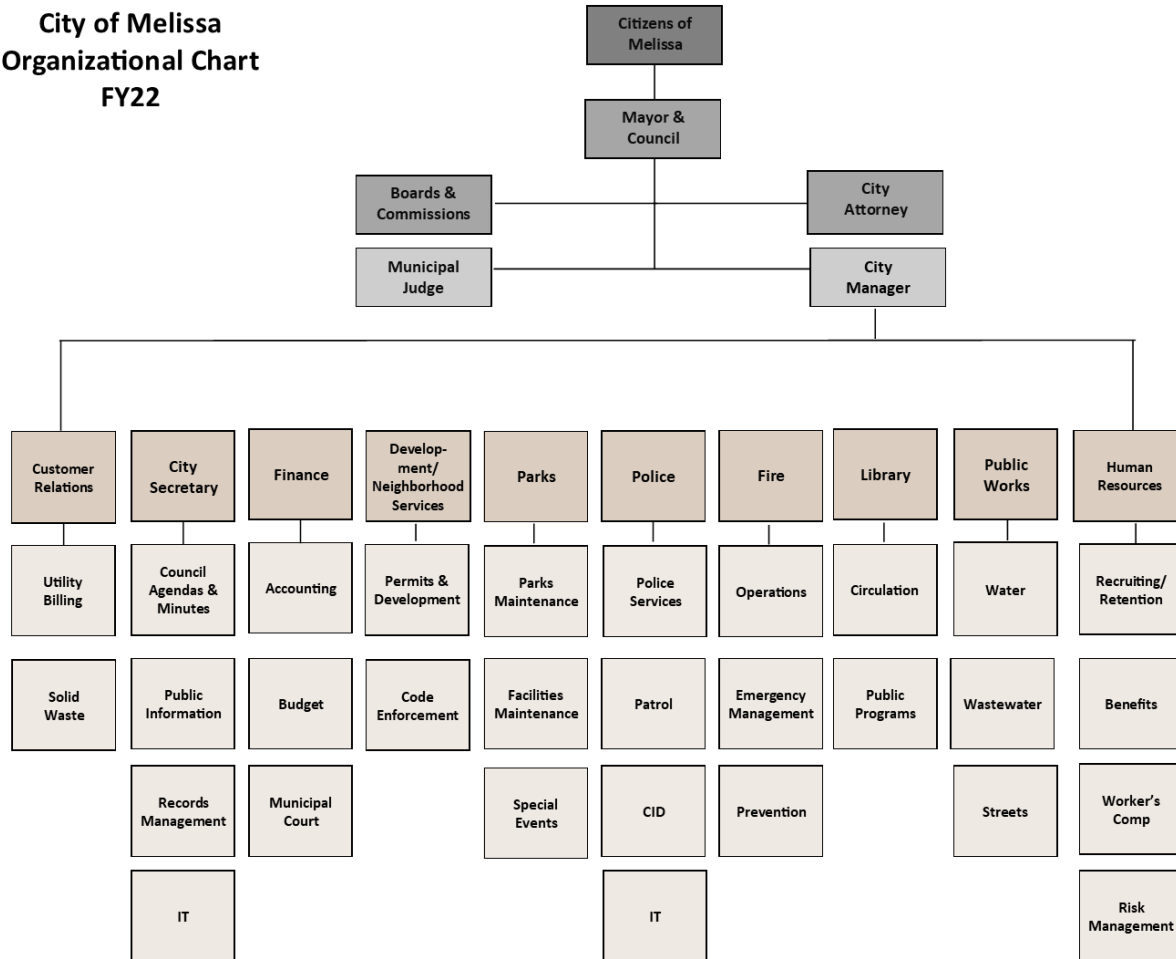 City of Melissa
Organizational Chart
FY22
Citizens of
Melissa
Mayor &
Council
Boards &
Commissions
City
Attorney
Municipal
Judge
City
Manager
Customer
Relations
City
Secretary
Finance
Develop-
ment/
Neighborhood
Services
Parks
Police
Fire
Library
Public
Works
Human
Resources
Utility
Billing
Council
Agendas &
Minutes
Accounting
Permits &
Development
Parks
Maintenance
Police
Services
Operations
Circulation
Water
Recruiting/
Retention
Solid
Waste
Public
Information
Budget
Code
Enforcement
Facilities
Maintenance
Patrol
Emergency
Management
Public
Programs
Wastewater
Benefits
Records
Management
Municipal
Court
Special
Events
CID
Prevention
Streets
Worker's
Comp
IT
IT
Risk
Management